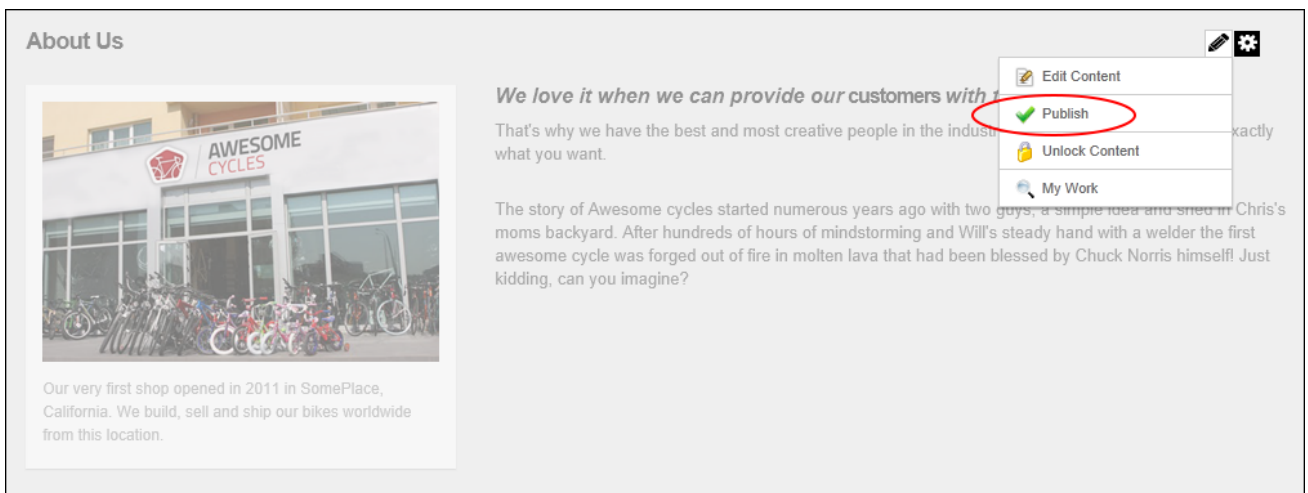 About Us
AWESOME
CYCLES
Our very first shop opened in 2011 in SomePlace,
California. We build, sell and ship our bikes worldwide
from this location.
We love it when we can provide our customers with t
That's why we have the best and most creative people in the indust xactly
what you want.
The story of Awesome cycles started numerous years ago with two guys, a simple idea and shed in Chris's
moms backyard. After hundreds of hours of mindstorming and Will's steady hand with a welder the first
awesome cycle was forged out of fire in molten lava that had been blessed by Chuck Norris himself! Just
kidding, can you imagine?
Edit Content
Publish
Unlock Content
My Work